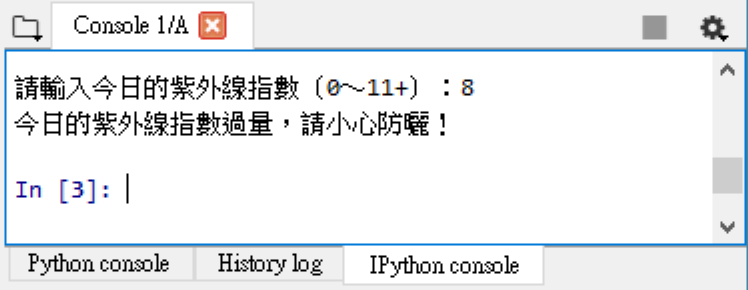 Console 1/A
請輸入今日的紫外線指數（0～11+）：8
今日的紫外線指數過量，請小心防曬！
In [3]:
Python console History log IPython console